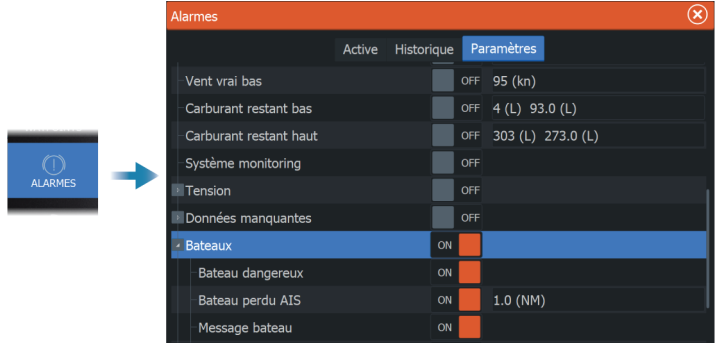 Alarmes
Active Historique Paramètres
Vent vrai bas OFF 95 (kn)
Carburant restant bas OFF 4 (L) 93.0 (L)
Carburant restant haut OFF 303 (L) 273.0 (L)
Système monitoring OFF
Tension OFF
Données manquantes OFF
Bateaux ON
Bateau dangereux ON
Bateau perdu AIS ON 1.0 (NM)
Message bateau ON
ALARMES